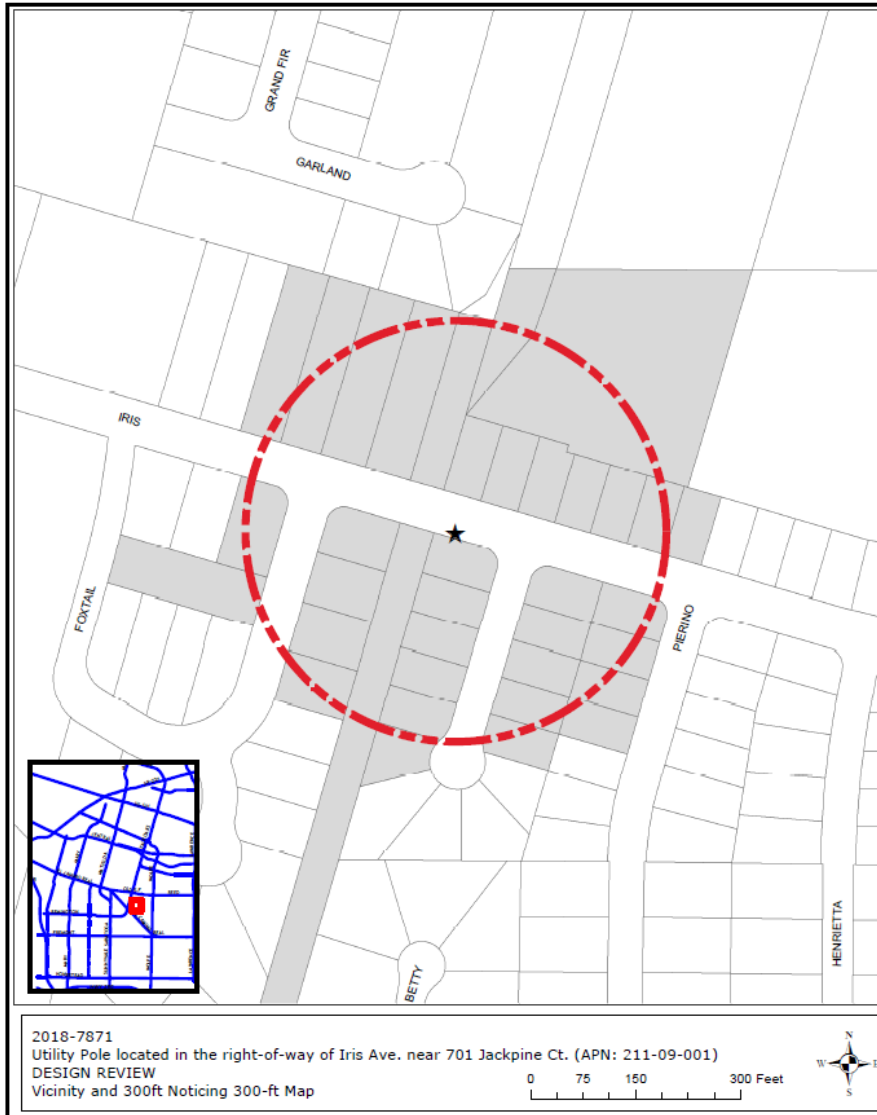 GRAND FIR
GARLAND
IRIS
FOXTAIL
PIERINO
HENRIETTA
BETTY
2018-7871
Utility Pole located in the right-of-way of Iris Ave. near 701 Jackpine Ct. (APN: 211-09-001)
DESIGN REVIEW
Vicinity and 300ft Noticing 300-ft Map
0 75 150 300 Feet
N
W E
S